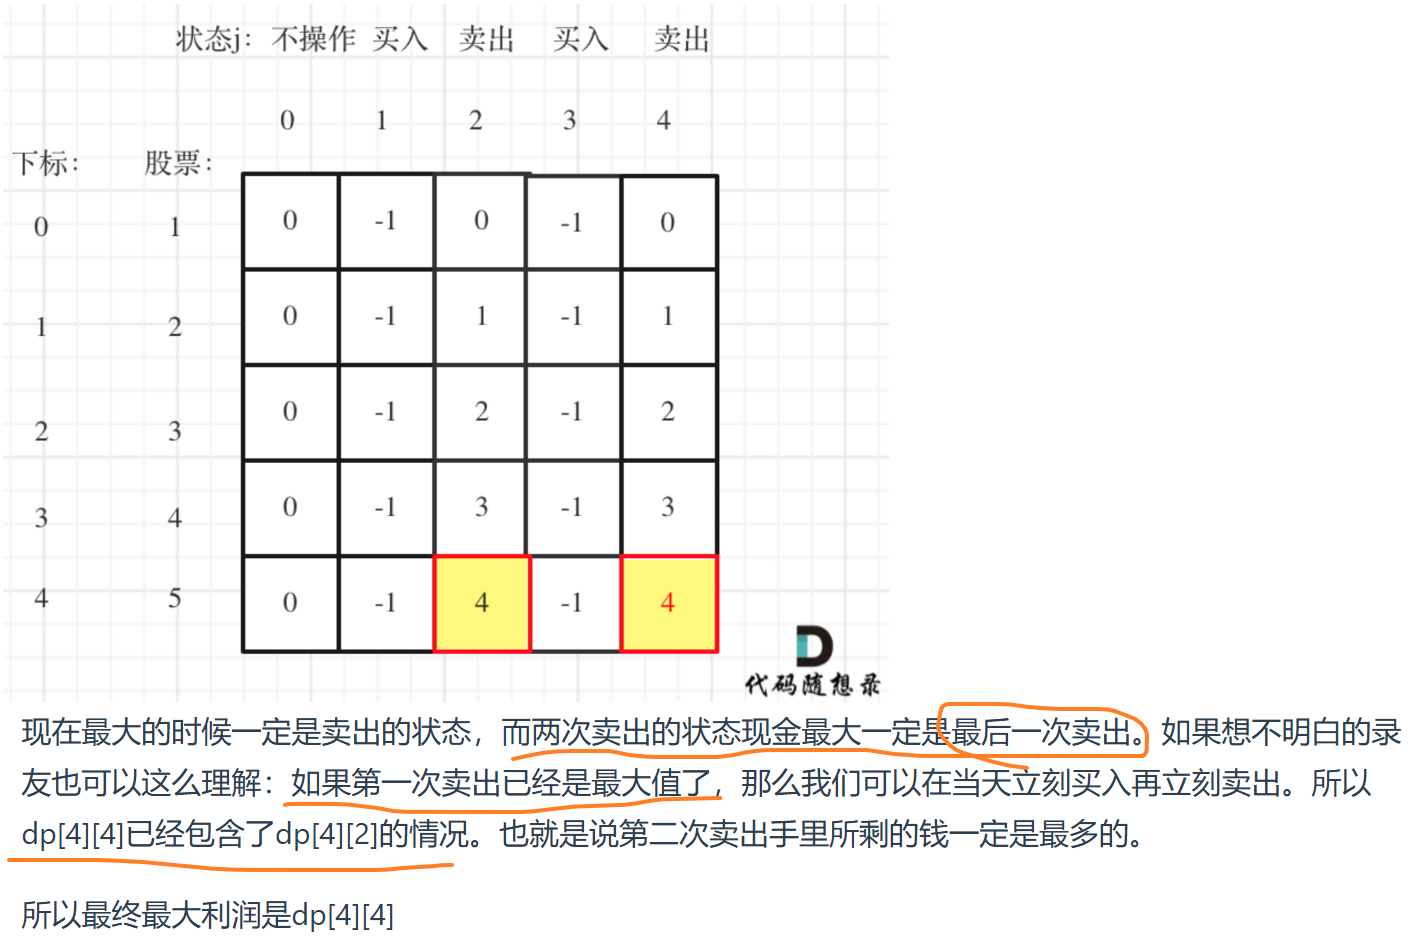 状态j: 不操作 买入 卖出 买入 卖出
0 1 2 3 4
下标: 股票:
0 1 0 -1 0 -1 0
1 2 0 -1 1 -1 1
2 3 0 -1 2 -1 2
3 4 0 -1 3 -1 3
4 5 0 -1 4 -1 4
代码随想录
现在最大的时候一定是卖出的状态，而两次卖出的状态现金最大一定是最后一次卖出。如果想不明白的录
友也可以这么理解：如果第一次卖出已经是最大值了，那么我们可以在当天立刻买入再立刻卖出。所以
dp[4][4]已经包含了dp[4][2]的情况。也就是说第二次卖出手里所剩的钱一定是最多的。
所以最终最大利润是dp[4][4]